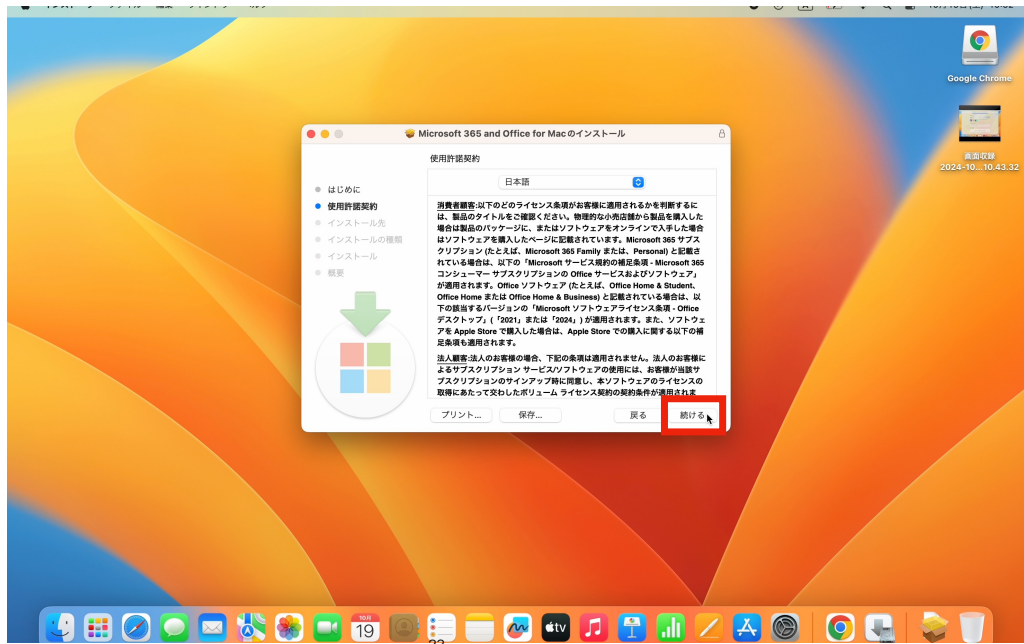 Google Chrome
画面収録
2024-10...10.43.32
Microsoft 365 and Office for Macのインストール
使用許諾契約
日本語
はじめに
使用許諾契約
インストール先
インストールの種類
インストール
概要
消費者顧客:以下のどのライセンス条項がお客様に適用されるかを判断するに
は、製品のタイトルをご確認ください。物理的な小売店舗から製品を購入した
場合は製品のパッケージに、またはソフトウェアをオンラインで入手した場合
はソフトウェアを購入したページに記載されています。Microsoft 365 サブス
クリプション (たとえば、Microsoft 365 Family または、Personal) と記載さ
れている場合は、以下の「Microsoft サービス規約の補足条項 - Microsoft 365
コンシューマー サブスクリプションの Office サービスおよびソフトウェア」
が適用されます。Office ソフトウェア (たとえば、Office Home & Student、
Office Home または Office Home & Business) と記載されている場合は、以
下の該当するバージョンの「Microsoft ソフトウェアライセンス条項 - Office
デスクトップ」(「2021」または「2024」) が適用されます。また、ソフトウェ
アを Apple Store で購入した場合は、Apple Store での購入に関する以下の補
足条項も適用されます。
法人顧客:法人のお客様の場合、下記の条項は適用されません。法人のお客様に
よるサブスクリプション サービス/ソフトウェアの使用には、お客様が当該サ
ブスクリプションのサインアップ時に同意し、本ソフトウェアのライセンスの
取得にあたって交わしたボリューム ライセンス契約の契約条件が適用されま
プリント...
保存...
戻る
続ける
10月
19
tv